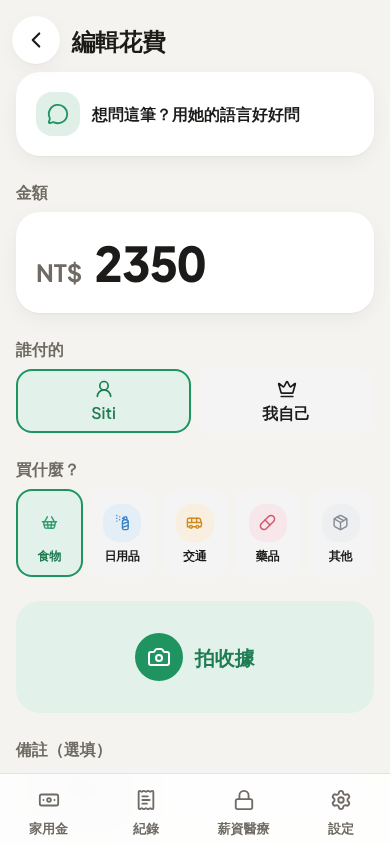 編輯花費
想問這筆？用她的語言好好問
金額
NT$ 2350
誰付的
Siti
我自己
買什麼？
食物
日用品
交通
藥品
其他
拍收據
備註（選填）
家用金
紀錄
薪資醫療
設定